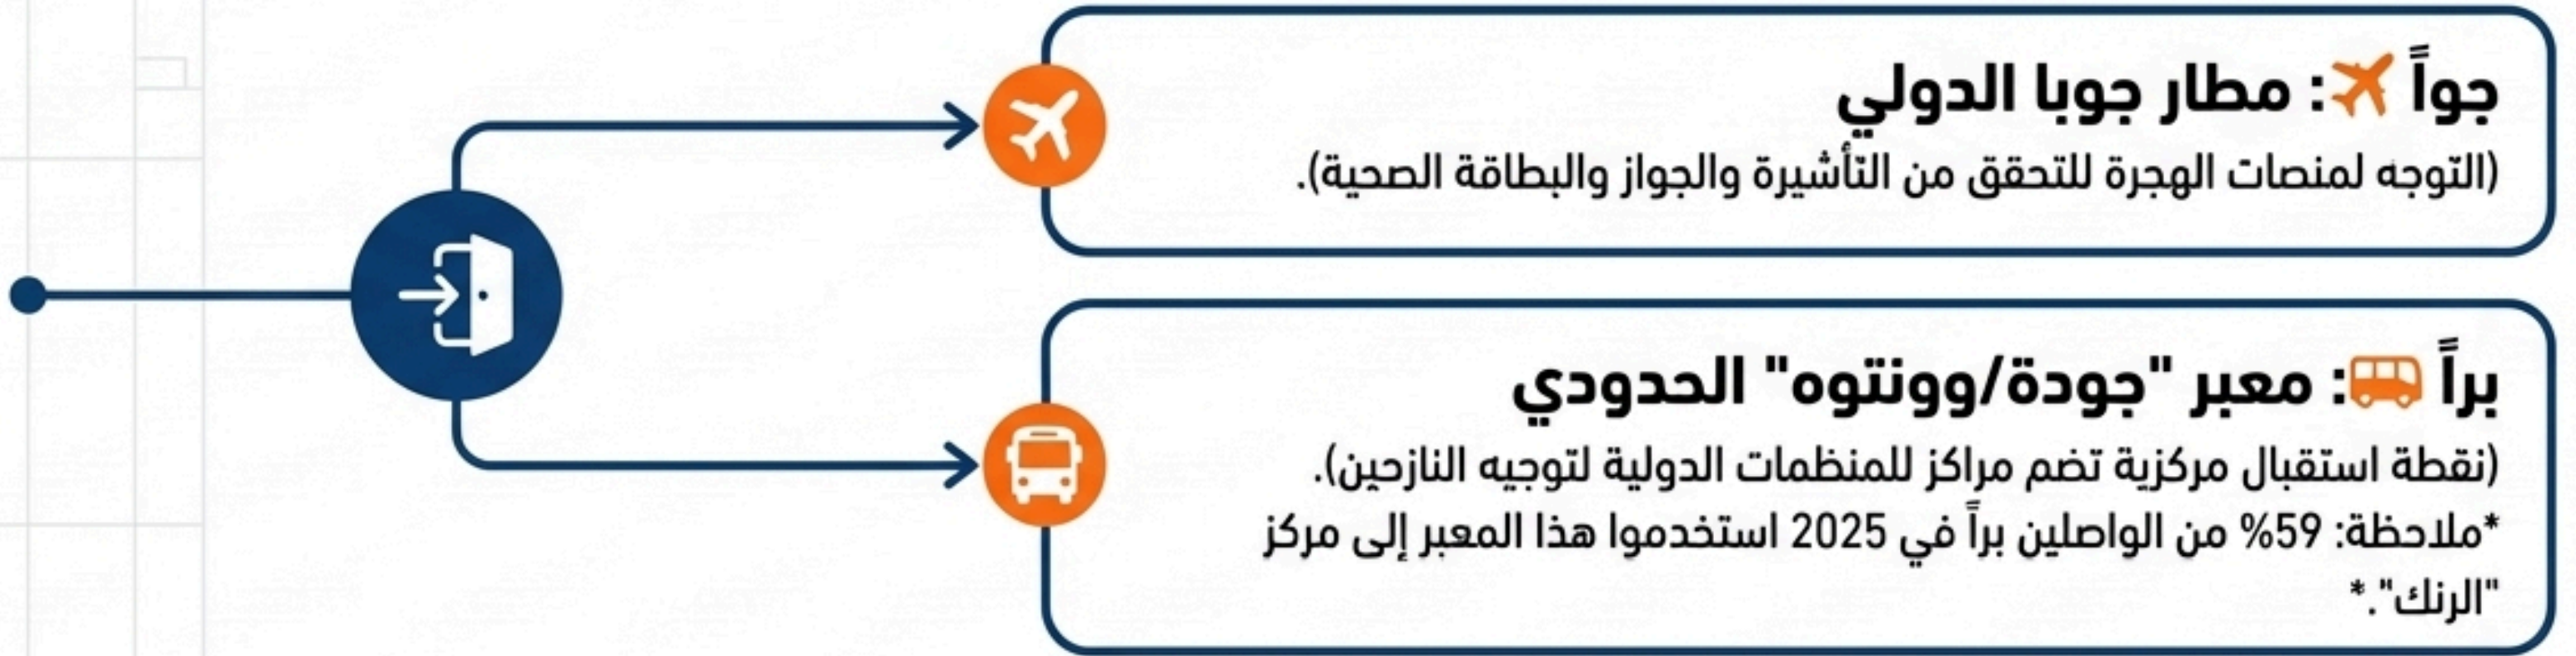 جواً ✈: مطار جوبا الدولي
(التوجه لمنصات الهجرة للتحقق من التأشيرة والجواز والبطاقة الصحية).
براً 🚌: معبر "جودة/وونتوه" الحدودي
(نقطة استقبال مركزية تضم مراكز للمنظمات الدولية لتوجيه النازحين).
*ملاحظة: 59% من الواصلين براً في 2025 استخدموا هذا المعبر إلى مركز
"الرنك".*